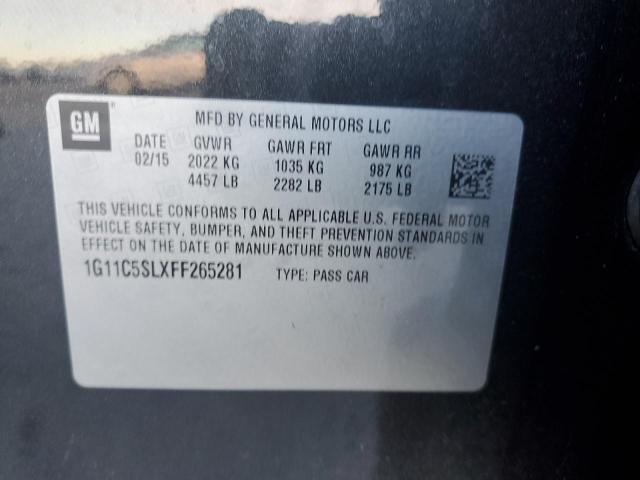 GM®
MFD BY GENERAL MOTORS LLC
DATE GVWR GAWR FRT GAWR RR
02/15 2022 KG 1035 KG 987 KG
4457 LB 2282 LB 2175 LB
THIS VEHICLE CONFORMS TO ALL APPLICABLE U.S. FEDERAL MOTOR
VEHICLE SAFETY, BUMPER, AND THEFT PREVENTION STANDARDS IN
EFFECT ON THE DATE OF MANUFACTURE SHOWN ABOVE.
1G11C5SLXFF265281 TYPE: PASS CAR